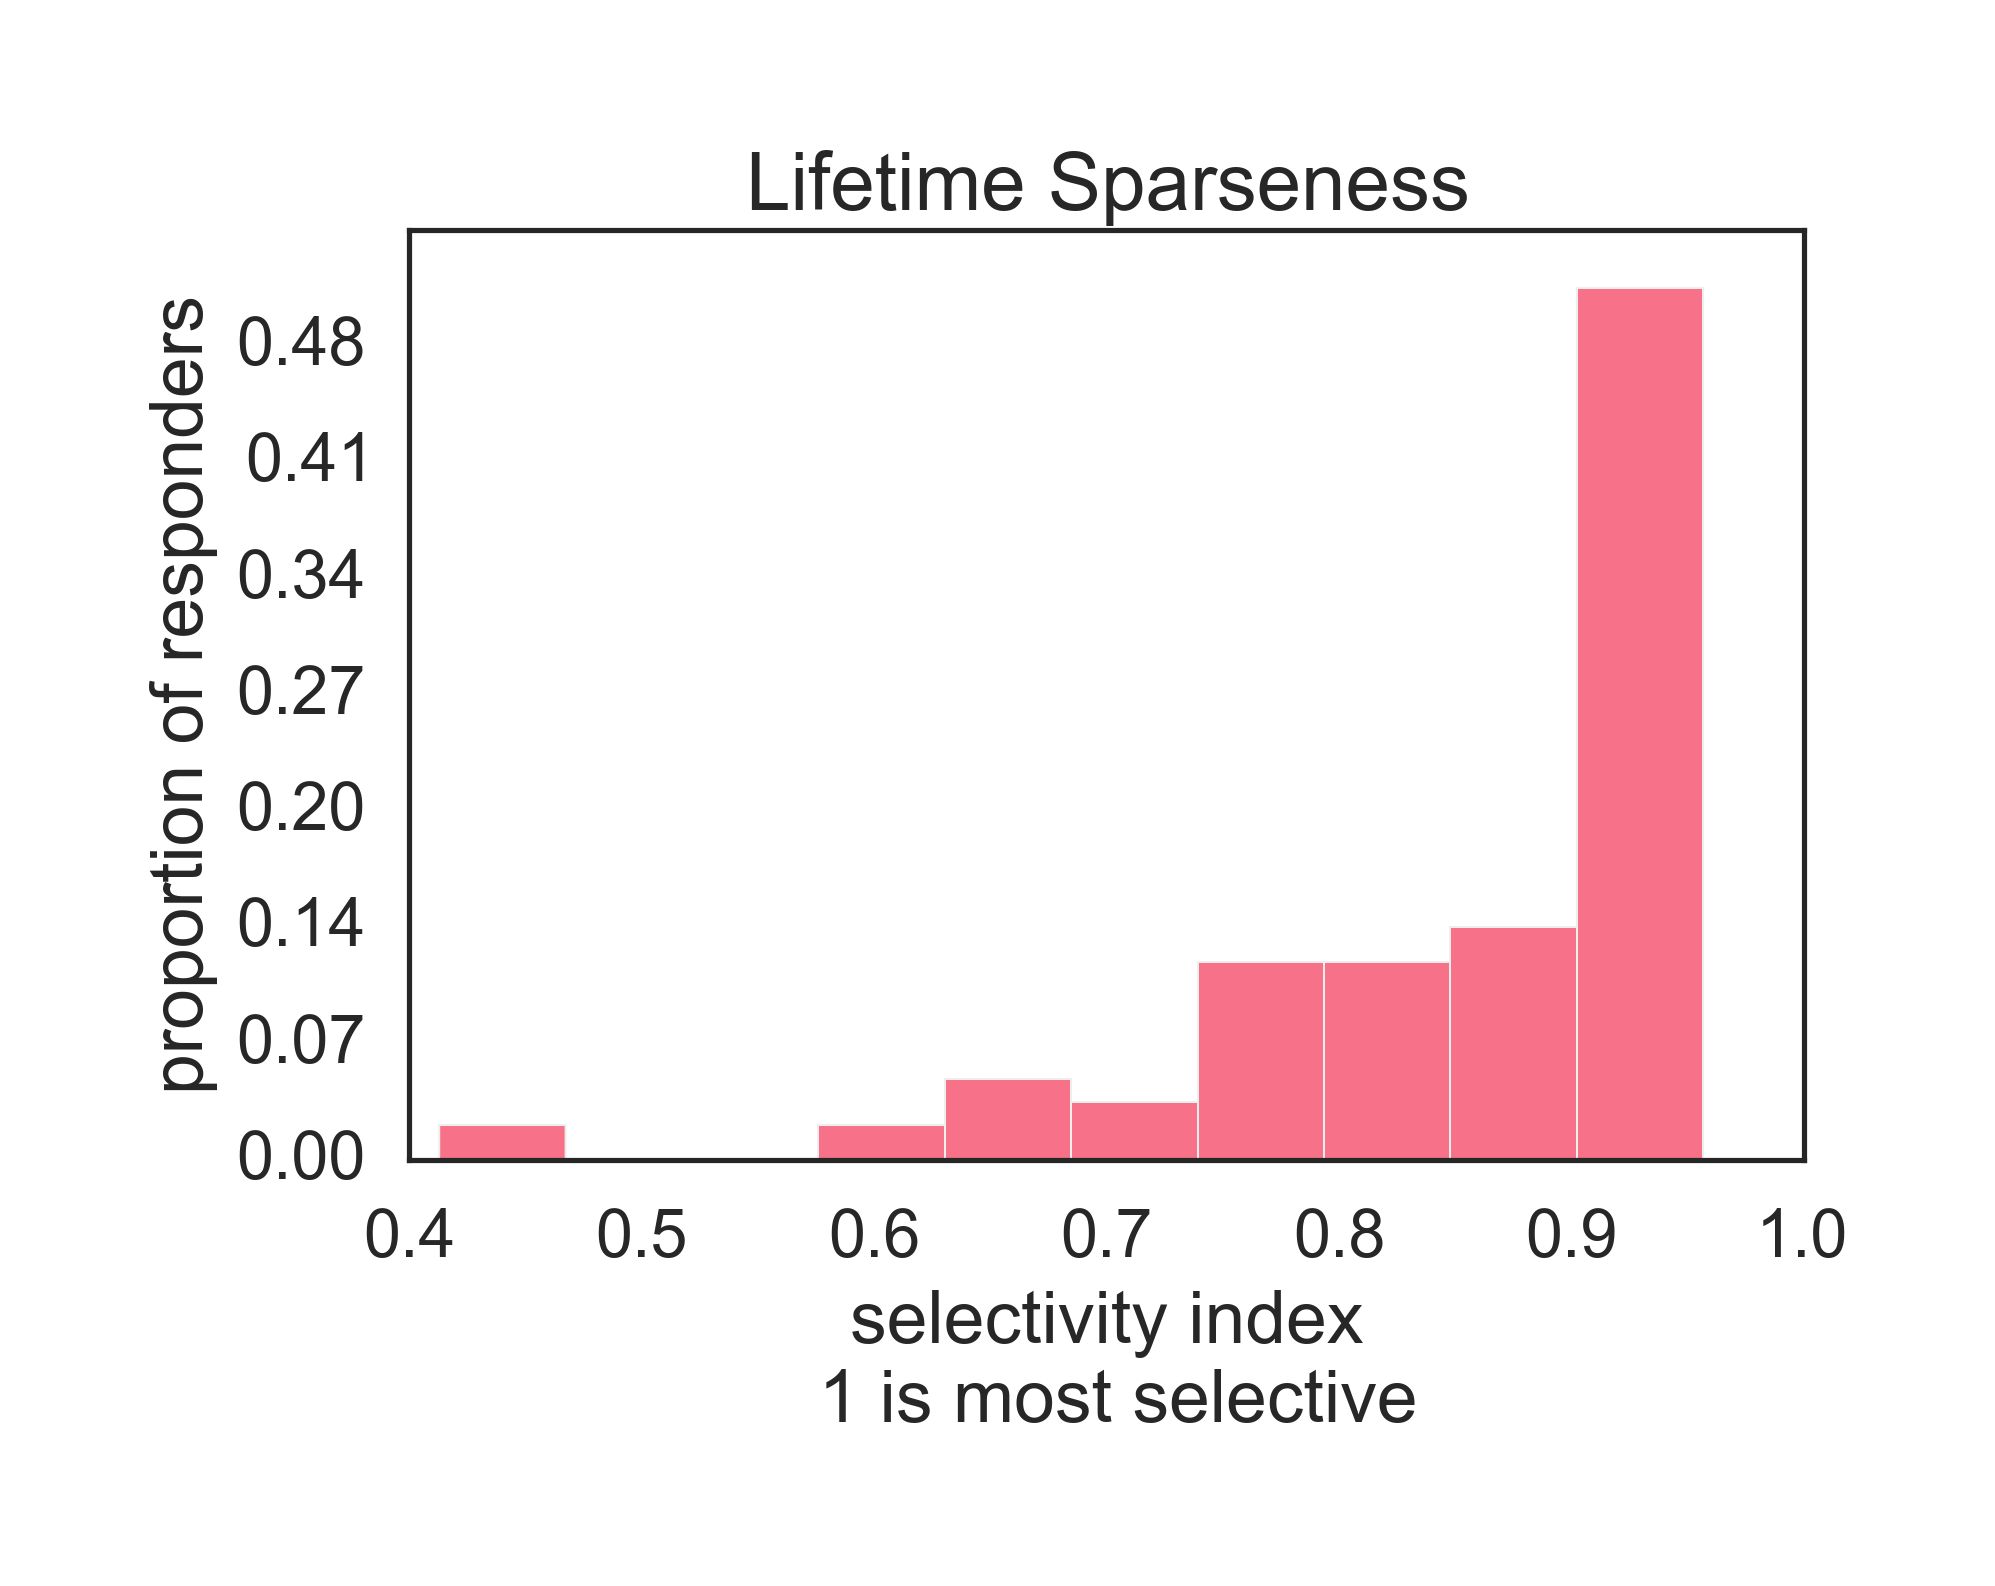 Lifetime Sparseness
proportion of responders
0.48
0.41
0.34
0.27
0.20
0.14
0.07
0.00
0.4 0.5 0.6 0.7 0.8 0.9 1.0
selectivity index
1 is most selective